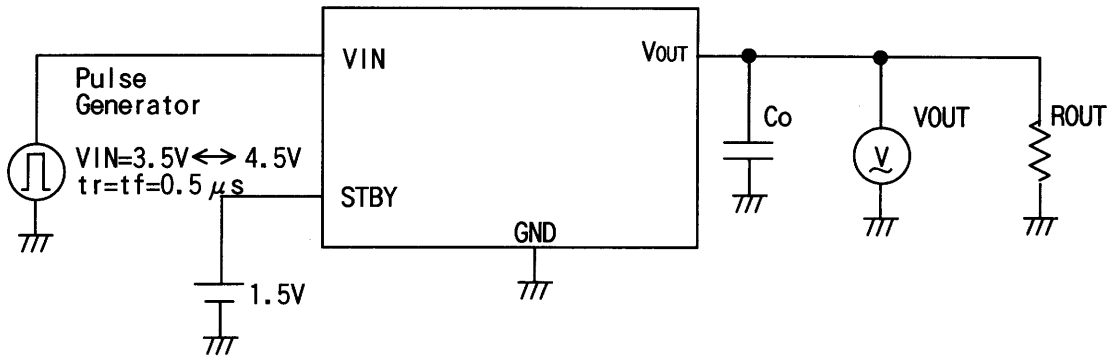 VIN
VOUT
Pulse
Generator
Co
VOUT
ROUT
V
VIN=3.5V↔4.5V
tr=tf=0.5μs
STBY
GND
1.5V